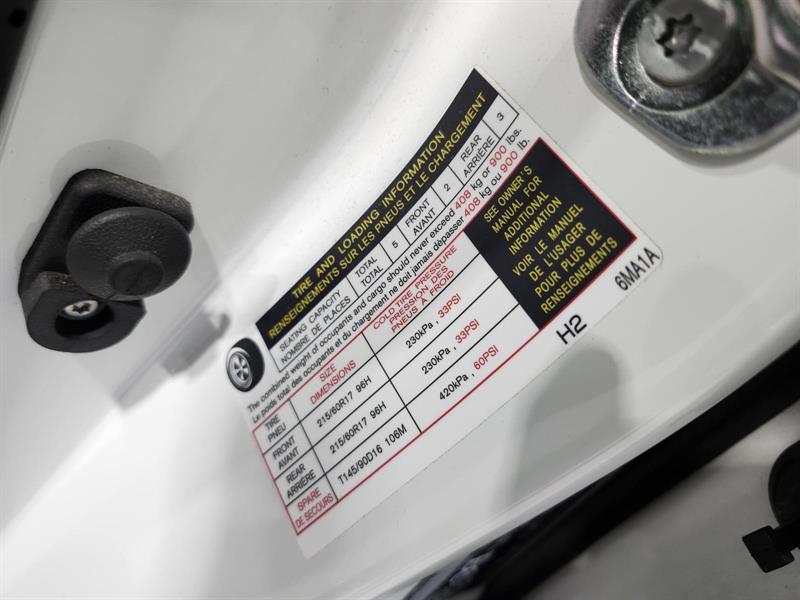 TIRE AND LOADING INFORMATION
RENSEIGNEMENTS SUR LES PNEUS ET LE CHARGEMENT
SEATING CAPACITY TOTAL 5 FRONT 2 REAR 3
NOMBRE DE PLACES TOTAL AVANT ARRIÈRE
The combined weight of occupants and cargo should never exceed 408 kg or 900 lbs.
Le poids total des occupants et du chargement ne doit jamais dépasser 408 kg ou 900 lb.
TIRE
PNEU
SIZE
DIMENSIONS
COLD TIRE PRESSURE
PRESSION DES
PNEUS À FROID
FRONT
AVANT
215/60R17 96H
230kPa , 33PSI
REAR
ARRIÈRE
215/60R17 96H
230kPa , 33PSI
SPARE
DE SECOURS
T145/90D16 106M
420kPa , 60PSI
SEE OWNER'S
MANUAL FOR
ADDITIONAL
INFORMATION
VOIR LE MANUEL
DE L'USAGER
POUR PLUS DE
RENSEIGNEMENTS
H2
6MA1A